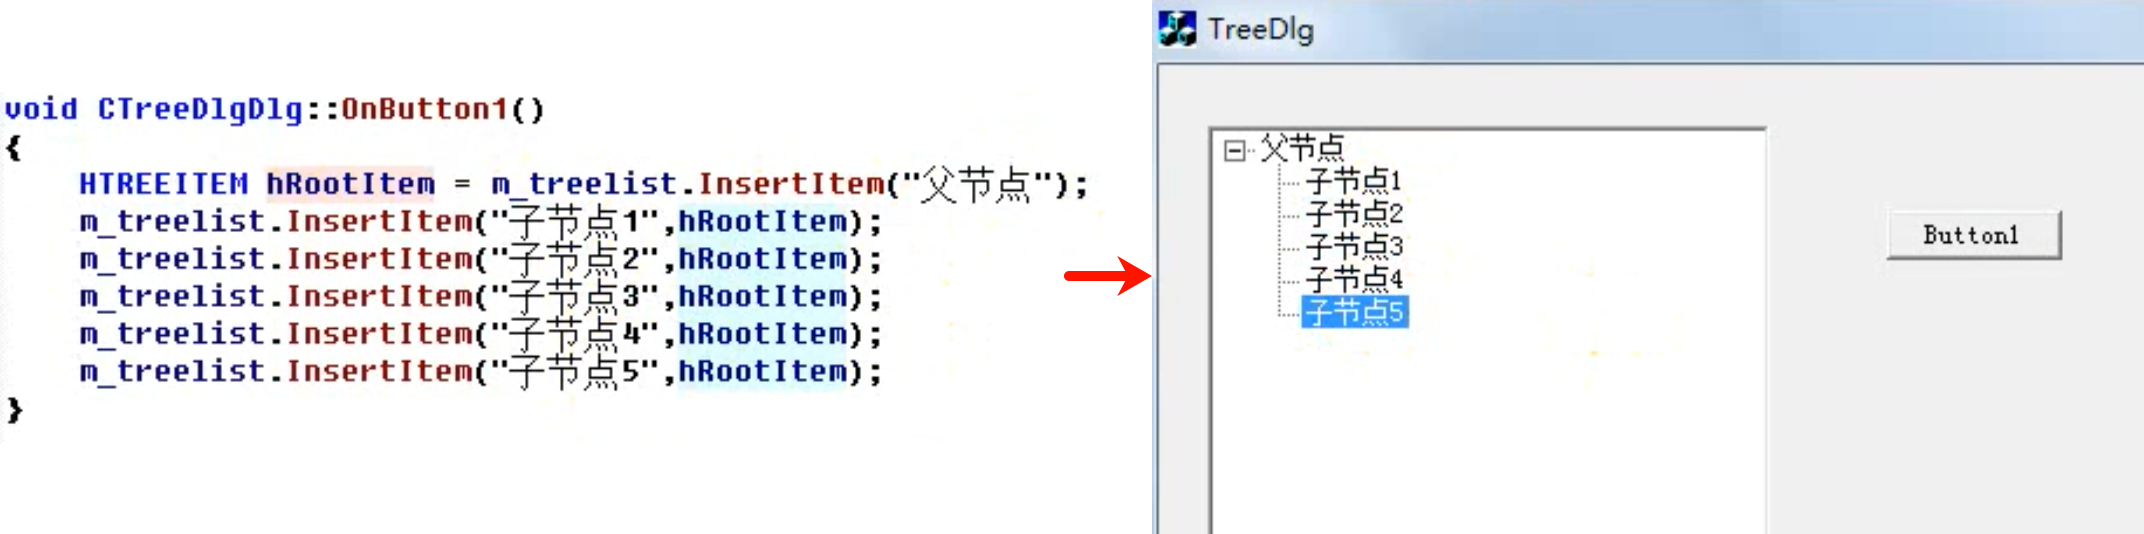 void CTreeDlgDlg::OnButton1()
{
HTREEITEM hRootItem = m_treelist.InsertItem("父节点");
m_treelist.InsertItem("子节点1",hRootItem);
m_treelist.InsertItem("子节点2",hRootItem);
m_treelist.InsertItem("子节点3",hRootItem);
m_treelist.InsertItem("子节点4",hRootItem);
m_treelist.InsertItem("子节点5",hRootItem);
}
TreeDlg
父节点
子节点1
子节点2
子节点3
子节点4
子节点5
Button1